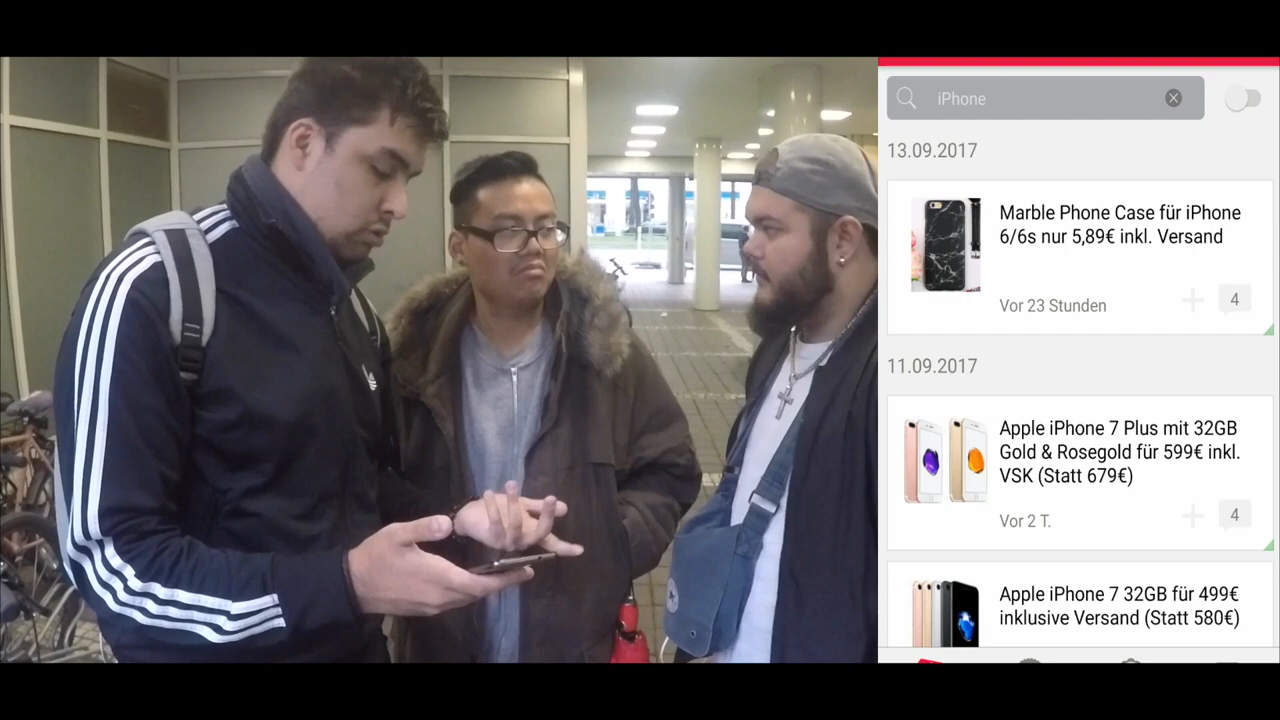 iPhone
13.09.2017
Marble Phone Case für iPhone
6/6s nur 5,89€ inkl. Versand
Vor 23 Stunden
4
11.09.2017
Apple iPhone 7 Plus mit 32GB
Gold & Rosegold für 599€ inkl.
VSK (Statt 679€)
Vor 2 T.
4
Apple iPhone 7 32GB für 499€
inklusive Versand (Statt 580€)